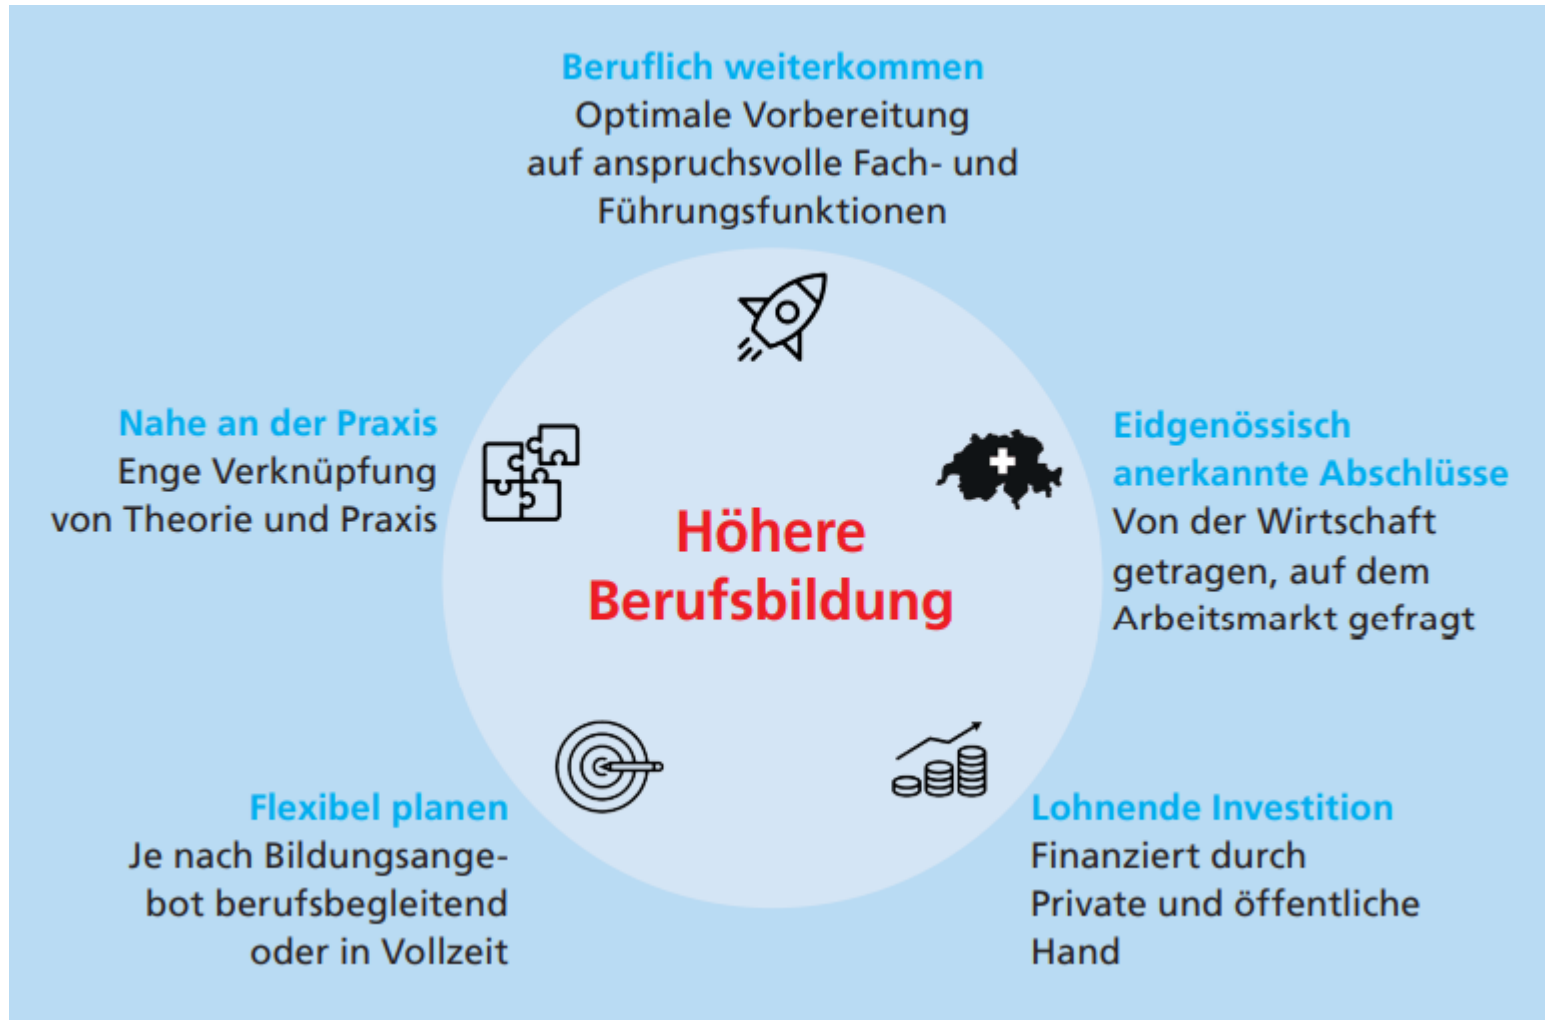 Beruflich weiterkommen
Optimale Vorbereitung
auf anspruchsvolle Fach- und
Führungsfunktionen
Nahe an der Praxis
Enge Verknüpfung
von Theorie und Praxis
Eidgenössisch
anerkannte Abschlüsse
Von der Wirtschaft
getragen, auf dem
Arbeitsmarkt gefragt
Höhere
Berufsbildung
Flexibel planen
Je nach Bildungsange-
bot berufsbegleitend
oder in Vollzeit
Lohnende Investition
Finanziert durch
Private und öffentliche
Hand